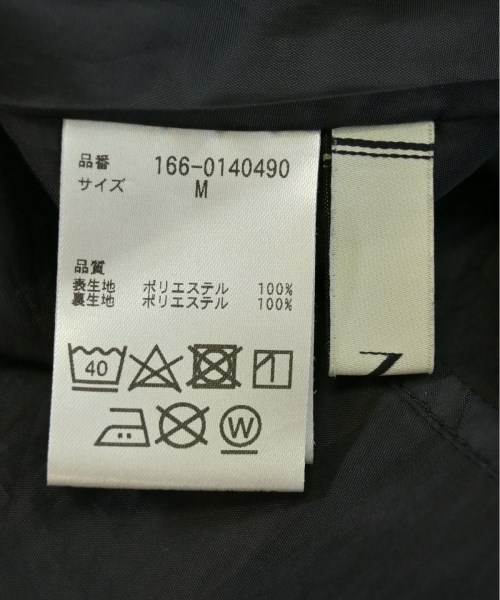 品番 166-0140490
サイズ M
品質
表生地 ポリエステル 100%
裏生地 ポリエステル 100%
40
W